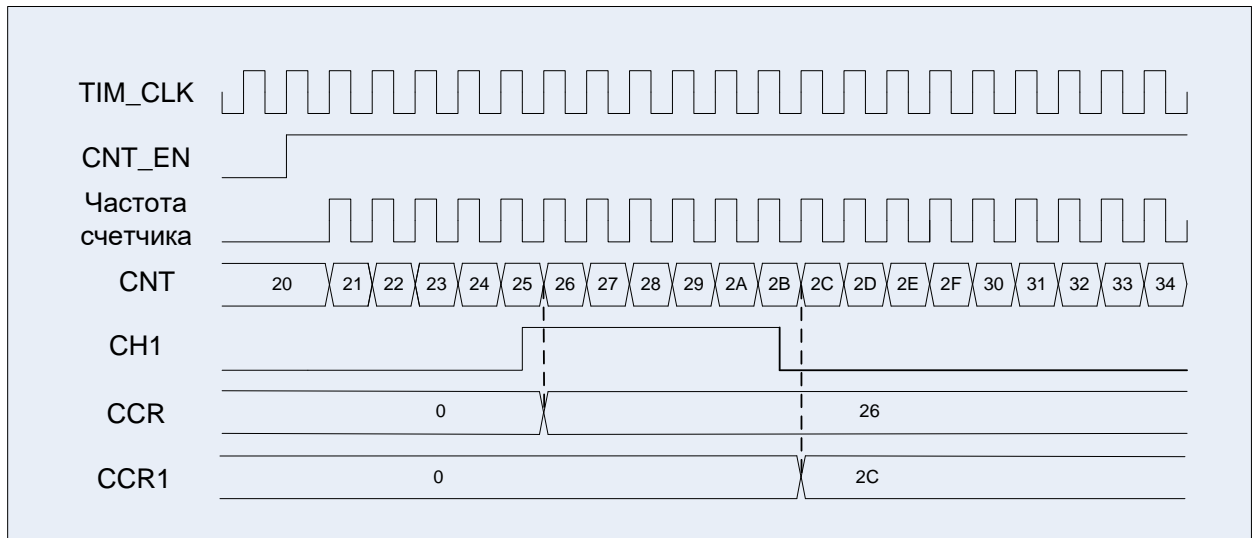 TIM_CLK
CNT_EN
Частота
счетчика
CNT 20 21 22 23 24 25 26 27 28 29 2A 2B 2C 2D 2E 2F 30 31 32 33 34
CH1
CCR 0 26
CCR1 0 2C